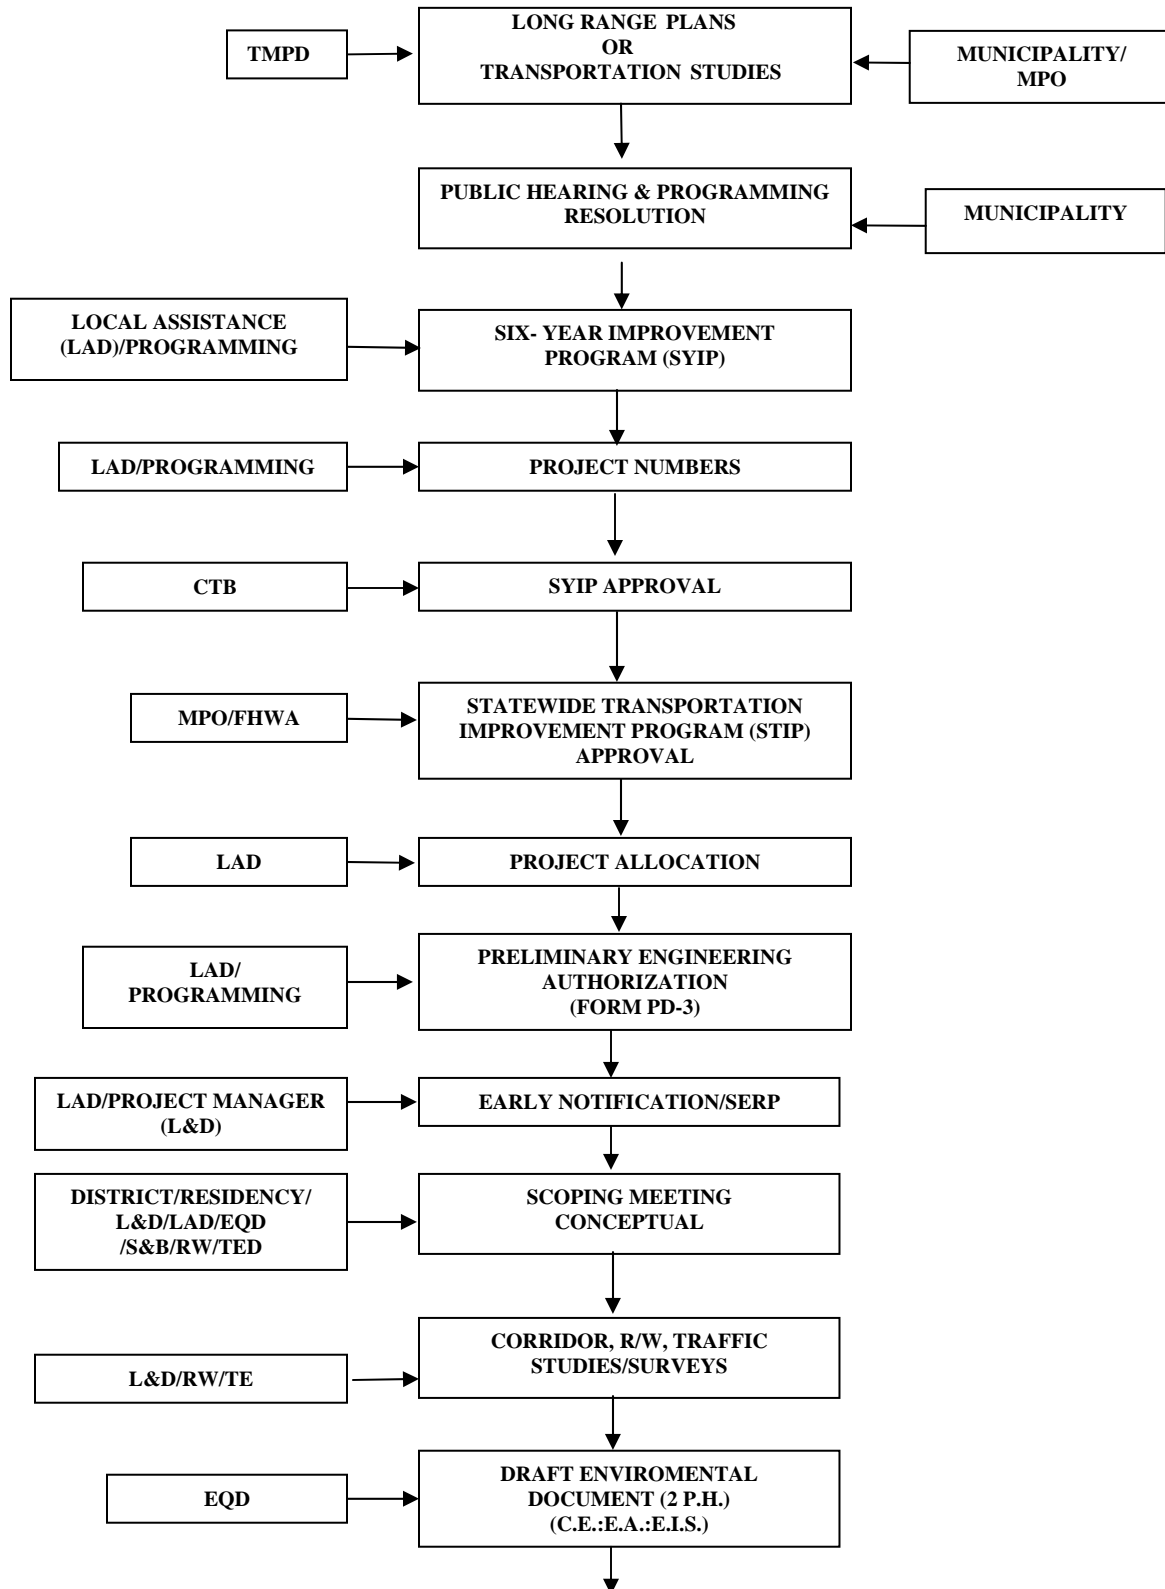 TMPD
LONG RANGE PLANS
OR
TRANSPORTATION STUDIES
MUNICIPALITY/
MPO
PUBLIC HEARING & PROGRAMMING
RESOLUTION
MUNICIPALITY
LOCAL ASSISTANCE
(LAD)/PROGRAMMING
SIX- YEAR IMPROVEMENT
PROGRAM (SYIP)
LAD/PROGRAMMING
PROJECT NUMBERS
CTB
SYIP APPROVAL
MPO/FHWA
STATEWIDE TRANSPORTATION
IMPROVEMENT PROGRAM (STIP)
APPROVAL
LAD
PROJECT ALLOCATION
LAD/
PROGRAMMING
PRELIMINARY ENGINEERING
AUTHORIZATION
(FORM PD-3)
LAD/PROJECT MANAGER
(L&D)
EARLY NOTIFICATION/SERP
DISTRICT/RESIDENCY/
L&D/LAD/EQD
/S&B/RW/TED
SCOPING MEETING
CONCEPTUAL
L&D/RW/TE
CORRIDOR, R/W, TRAFFIC
STUDIES/SURVEYS
EQD
DRAFT ENVIROMENTAL
DOCUMENT (2 P.H.)
(C.E.:E.A.:E.I.S.)